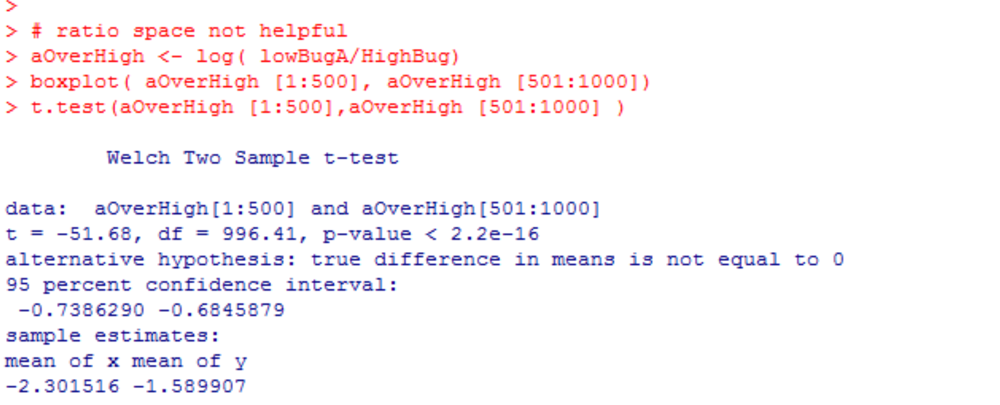 >
> # ratio space not helpful
> aOverHigh <- log( lowBugA/HighBug)
> boxplot( aOverHigh [1:500], aOverHigh [501:1000])
> t.test(aOverHigh [1:500],aOverHigh [501:1000] )
Welch Two Sample t-test
data:  aOverHigh[1:500] and aOverHigh[501:1000]
t = -51.68, df = 996.41, p-value < 2.2e-16
alternative hypothesis: true difference in means is not equal to 0
95 percent confidence interval:
 -0.7386290 -0.6845879
sample estimates:
mean of x mean of y
-2.301516 -1.589907